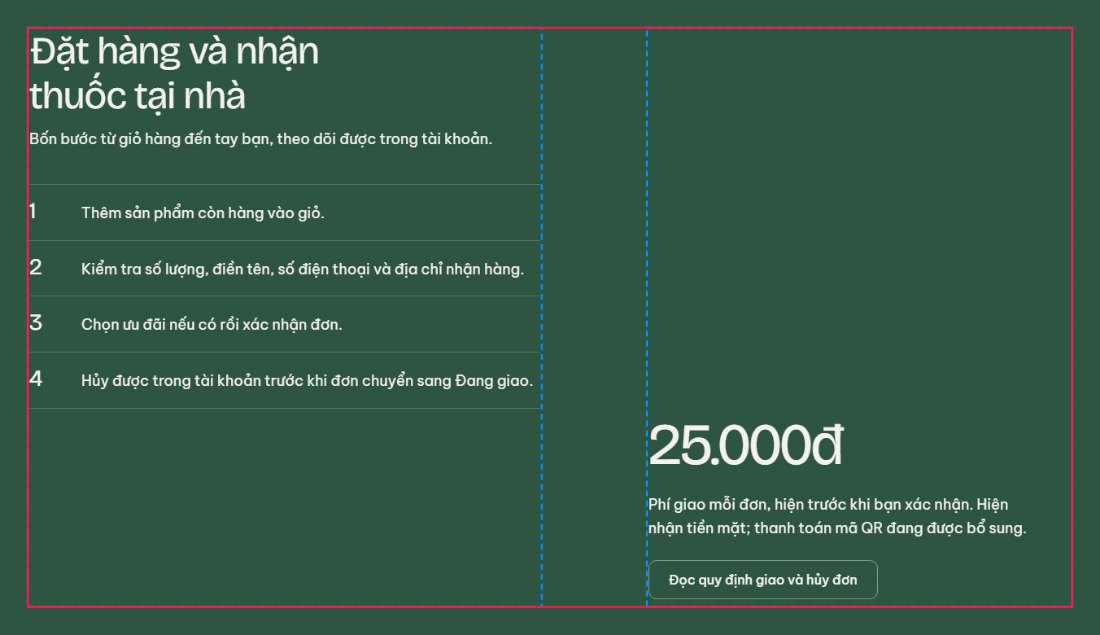 Đặt hàng và nhận
thuốc tại nhà
Bốn bước từ giỏ hàng đến tay bạn, theo dõi được trong tài khoản.
1 Thêm sản phẩm còn hàng vào giỏ.
2 Kiểm tra số lượng, điền tên, số điện thoại và địa chỉ nhận hàng.
3 Chọn ưu đãi nếu có rồi xác nhận đơn.
4 Hủy được trong tài khoản trước khi đơn chuyển sang Đang giao.
25.000đ
Phí giao mỗi đơn, hiện trước khi bạn xác nhận. Hiện
nhận tiền mặt; thanh toán mã QR đang được bổ sung.
Đọc quy định giao và hủy đơn